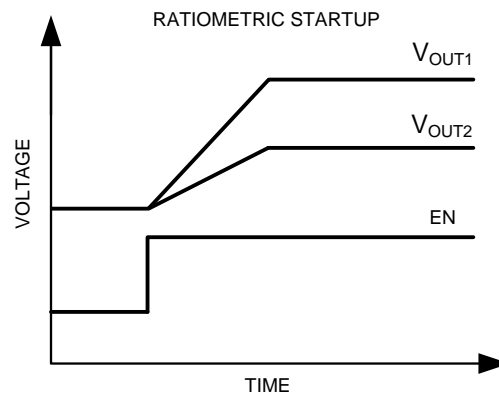 RATIOMETRIC STARTUP
VOUT1
VOUT2
EN
VOLTAGE
TIME